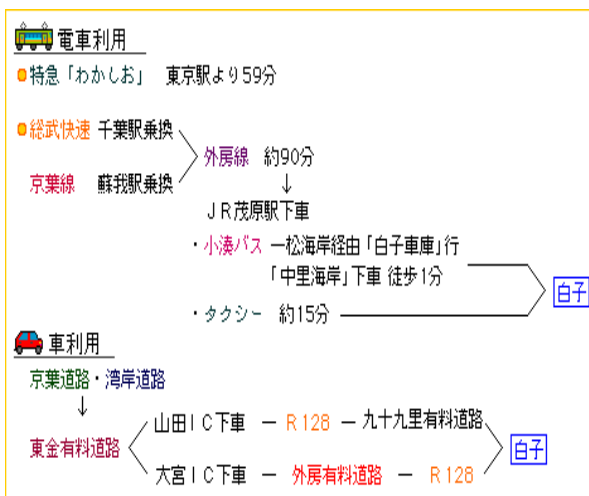 電車利用
特急「わかしお」 東京駅より59分
総武快速 千葉駅乗換
外房線 約90分
京葉線 蘇我駅乗換
↓
ＪＲ茂原駅下車
・小湊バス 一松海岸経由「白子車庫」行
「中里海岸」下車 徒歩1分
白子
・タクシー 約15分
車利用
京葉道路・湾岸道路
↓
山田ＩＣ下車 － R128 － 九十九里有料道路
東金有料道路
白子
大宮ＩＣ下車 － 外房有料道路 － R128